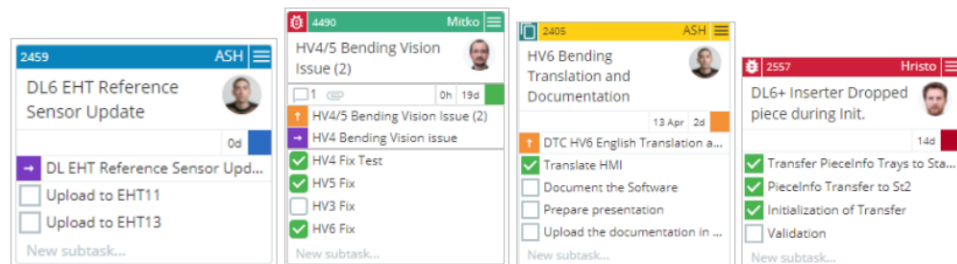 2459 ASH
DL6 EHT Reference
Sensor Update
0d
DL EHT Reference Sensor Upd...
Upload to EHT11
Upload to EHT13
New subtask...
4490 Mitko
HV4/5 Bending Vision
Issue (2)
1 0h 19d
HV4/5 Bending Vision Issue (2)
HV4 Bending Vision issue
HV4 Fix Test
HV5 Fix
HV3 Fix
HV6 Fix
New subtask...
2405 ASH
HV6 Bending
Translation and
Documentation
13 Apr 2d
DTC HV6 English Translation a...
Translate HMI
Document the Software
Prepare presentation
Upload the documentation in ...
New subtask...
2557 Hristo
DL6+ Inserter Dropped
piece during Init.
14d
Transfer PieceInfo Trays to Sta...
PieceInfo Transfer to St2
Initialization of Transfer
Validation
New subtask...